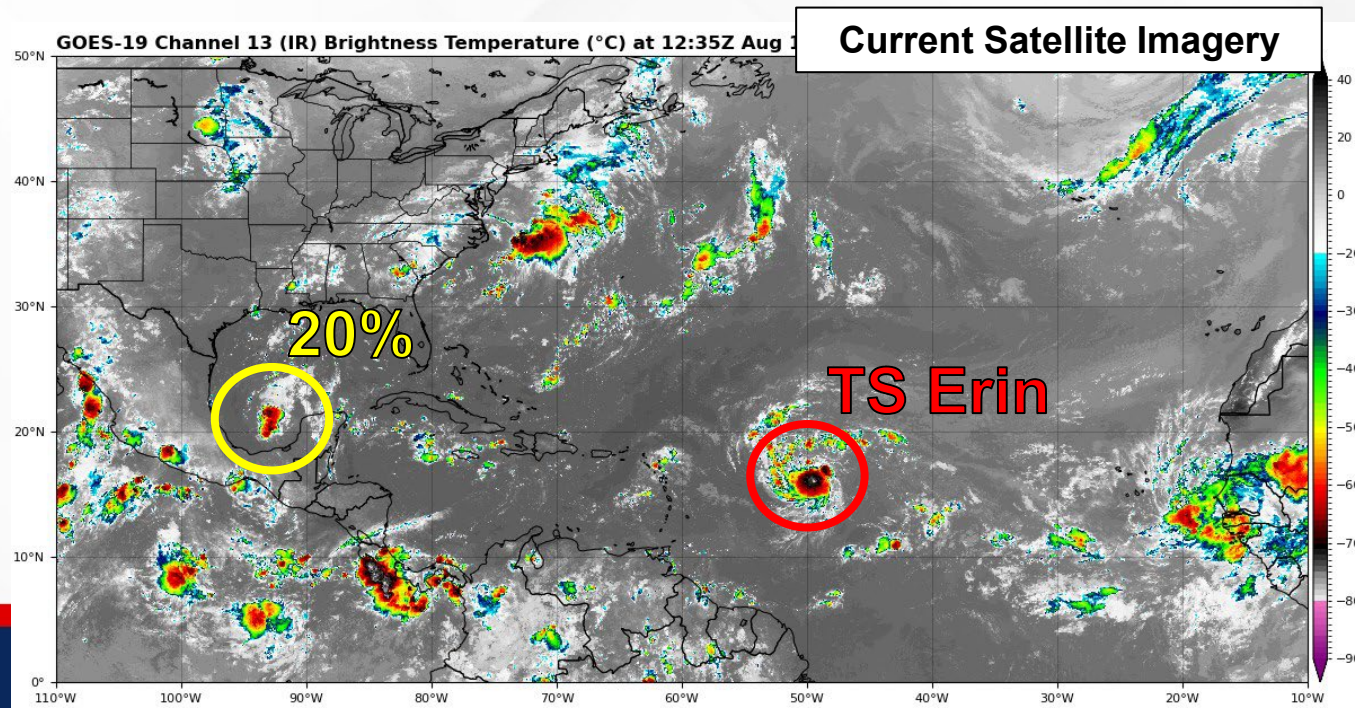 Current Satellite Imagery
GOES-19 Channel 13 (IR) Brightness Temperature (°C) at 12:35Z Aug
50°N
40°N
30°N
20°N
10°N
0°
20%
TS Erin
40
20
0
−20
−30
−40
−50
−60
−70
−80
−90
110°W 100°W 90°W 80°W 70°W 60°W 50°W 40°W 30°W 20°W 10°W